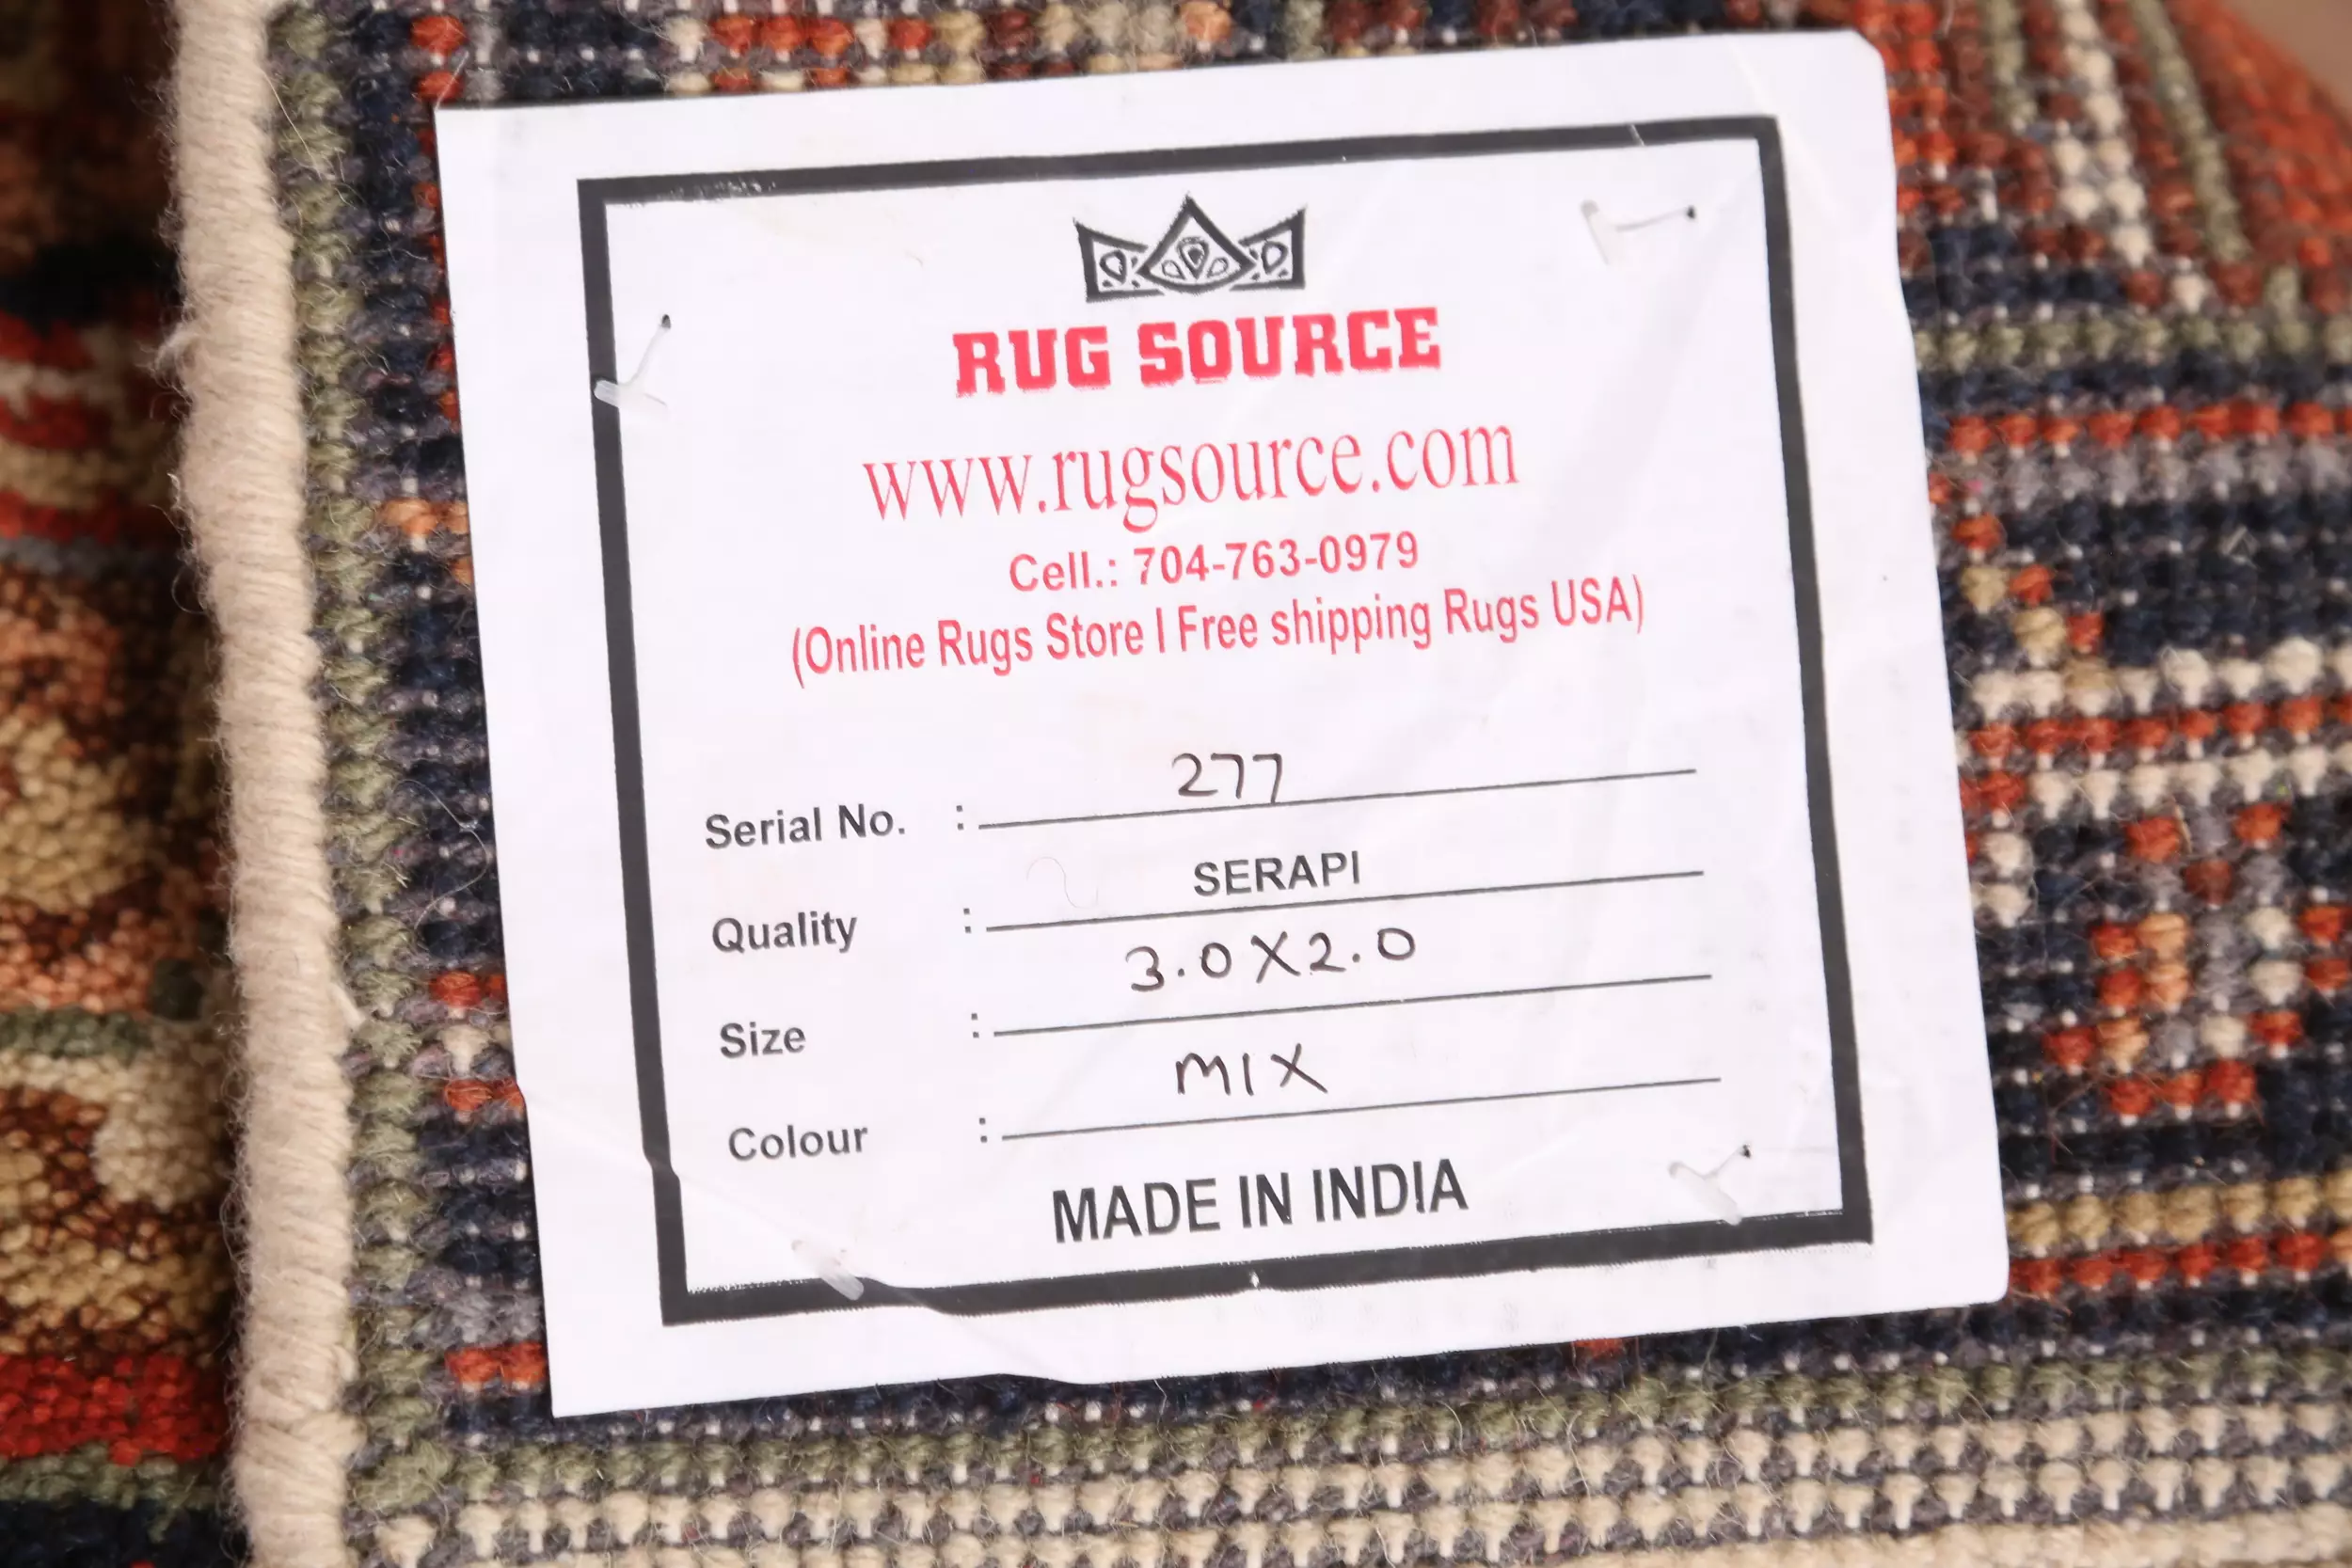 RUG SOURCE
www.rugsource.com
Cell.: 704-763-0979
(Online Rugs Store I Free shipping Rugs USA)
Serial No. : 277
Quality : SERAPI
Size : 3.0X2.0
Colour : MIX
MADE IN INDIA